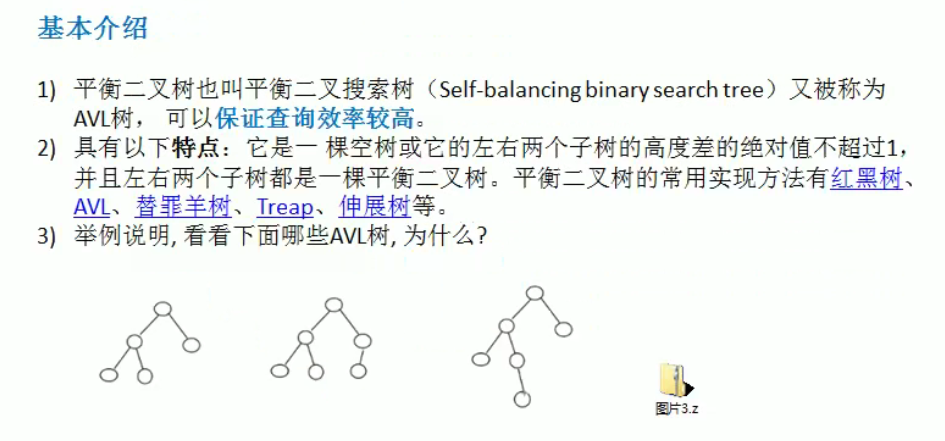 基本介绍
1) 平衡二叉树也叫平衡二叉搜索树（Self-balancing binary search tree）又被称为
AVL树， 可以保证查询效率较高。
2) 具有以下特点：它是一 棵空树或它的左右两个子树的高度差的绝对值不超过1，
并且左右两个子树都是一棵平衡二叉树。平衡二叉树的常用实现方法有红黑树、
AVL、替罪羊树、Treap、伸展树等。
3) 举例说明, 看看下面哪些AVL树, 为什么?
图片3.z